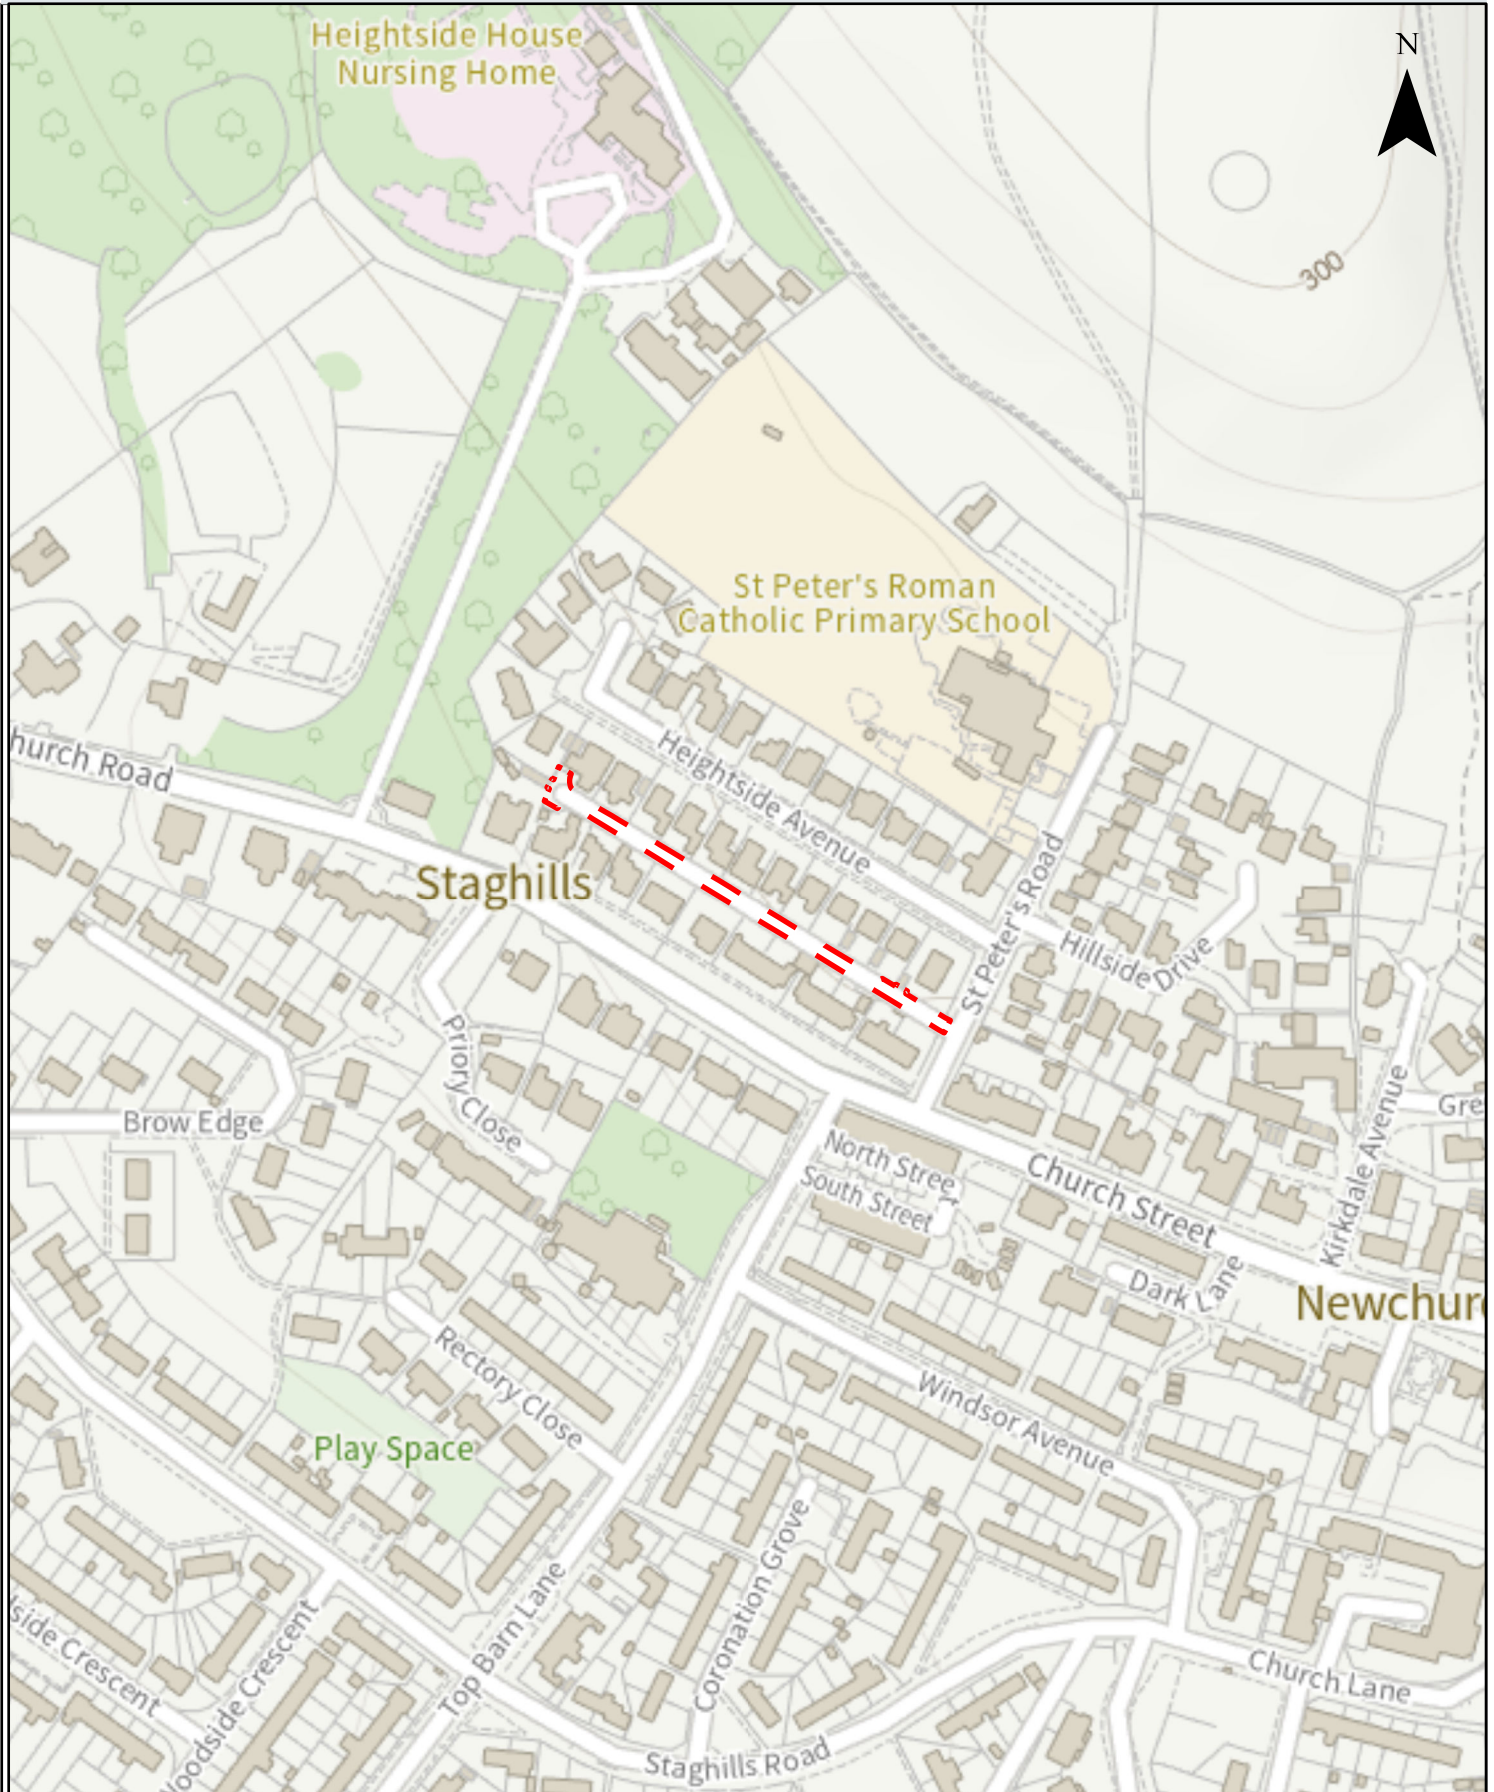 Heightside House
Nursing Home
N
300
St Peter's Roman
Catholic Primary School
hurch Road
Heightside Avenue
Staghills
St Peter's Road
Hillside Drive
Priory Close
Brow Edge
Gre
North Street
South Street
Church Street
Kirkdale Avenue
Dark Lane
Newchur
Rectory Close
Windsor Avenue
Play Space
Coronation Grove
Top Barn Lane
lside Crescent
oodside Crescent
Church Lane
Staghills Road